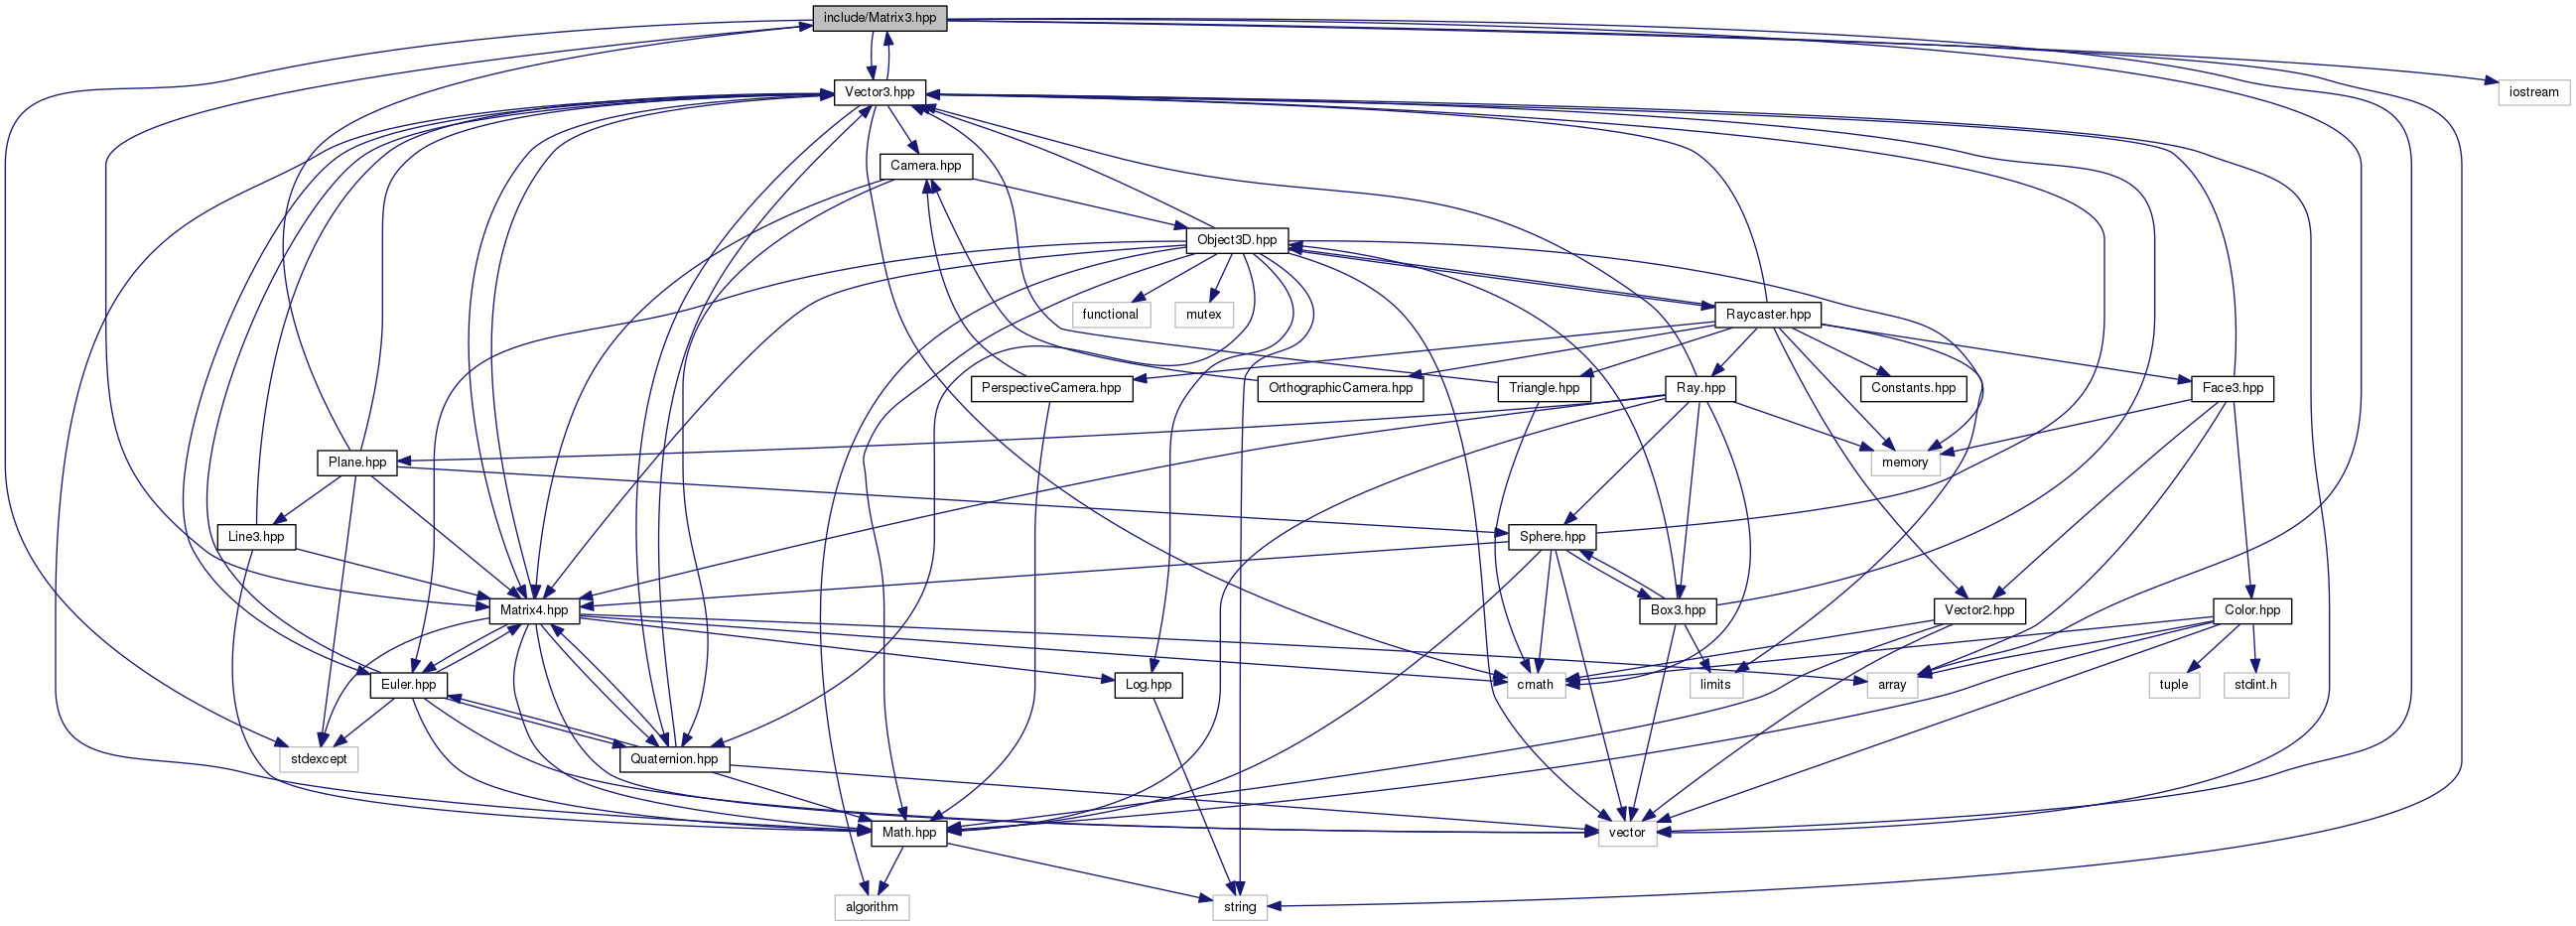 include/Matrix3.hpp
Vector3.hpp
iostream
Camera.hpp
Object3D.hpp
functional
mutex
Raycaster.hpp
PerspectiveCamera.hpp
OrthographicCamera.hpp
Triangle.hpp
Ray.hpp
Constants.hpp
Face3.hpp
Plane.hpp
memory
Line3.hpp
Sphere.hpp
Matrix4.hpp
Box3.hpp
Vector2.hpp
Color.hpp
Euler.hpp
Log.hpp
cmath
limits
array
tuple
stdint.h
stdexcept
Quaternion.hpp
Math.hpp
vector
algorithm
string